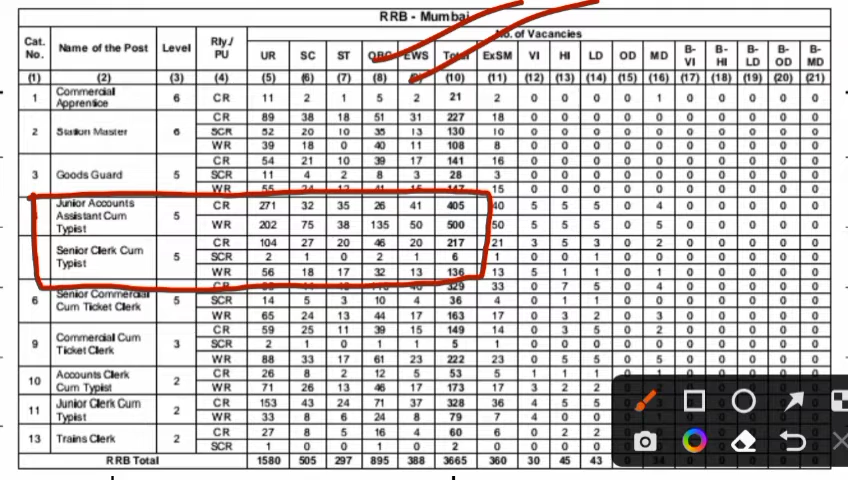 RRB - Mumbai
Cat. No. Name of the Post Level Rly./ PU No. of Vacancies
UR SC ST OBC EWS Total ExSM VI HI LD OD MD B-VI B-HI B-LD B-OD B-MD
(1) (2) (3) (4) (5) (6) (7) (8) (10) (11) (12) (13) (14) (15) (16) (17) (18) (19) (20) (21)
1 Commercial Apprentice 6 CR 11 2 1 5 2 21 2 0 0 0 0 1 0 0 0 0 0
2 Station Master 6 CR 89 38 18 51 31 227 18 0 0 0 0 0 0 0 0 0 0
SCR 52 20 10 35 13 130 10 0 0 0 0 0 0 0 0 0 0
WR 39 18 0 40 11 108 8 0 0 0 0 0 0 0 0 0 0
3 Goods Guard 5 CR 54 21 10 39 17 141 16 0 0 0 0 0 0 0 0 0 0
SCR 11 4 2 8 3 28 3 0 0 0 0 0 0 0 0 0 0
WR 55 24 12 41 15 147 15 0 0 0 0 0 0 0 0 0 0
Junior Accounts Assistant Cum Typist 5 CR 271 32 35 26 41 405 40 5 5 5 0 4 0 0 0 0 0
WR 202 75 38 135 50 500 50 5 5 5 0 5 0 0 0 0 0
Senior Clerk Cum Typist 5 CR 104 27 20 46 20 217 21 3 5 3 0 2 0 0 0 0 0
SCR 2 1 0 2 1 6 1 0 0 1 0 0 0 0 0 0 0
WR 56 18 17 32 13 136 13 5 1 1 0 1 0 0 0 0 0
6 Senior Commercial Cum Ticket Clerk 5 CR 40 329 33 0 7 5 0 4 0 0 0 0 0
SCR 14 5 3 10 4 36 4 0 1 1 0 0 0 0 0 0 0
WR 65 24 13 44 17 163 17 0 3 2 0 3 0 0 0 0 0
9 Commercial Cum Ticket Clerk 3 CR 59 25 11 39 15 149 14 0 3 5 0 2 0 0 0 0 0
SCR 2 1 0 1 1 5 1 0 0 0 0 0 0 0 0 0 0
WR 88 33 17 61 23 222 23 0 5 5 0 5 0 0 0 0 0
10 Accounts Clerk Cum Typist 2 CR 26 8 2 12 5 53 5 1 1 1
WR 71 26 13 46 17 173 17 3 2 2
11 Junior Clerk Cum Typist 2 CR 153 43 24 71 37 328 36 4 5 5
WR 33 8 6 24 8 79 7 4 0 0
13 Trains Clerk 2 CR 27 8 5 16 4 60 6 0 2 2
SCR 1 0 0 1 0 2 0 0 0 0
RRB Total 1580 505 297 895 388 3665 360 30 45 43 0 34 0 0 0 0 0